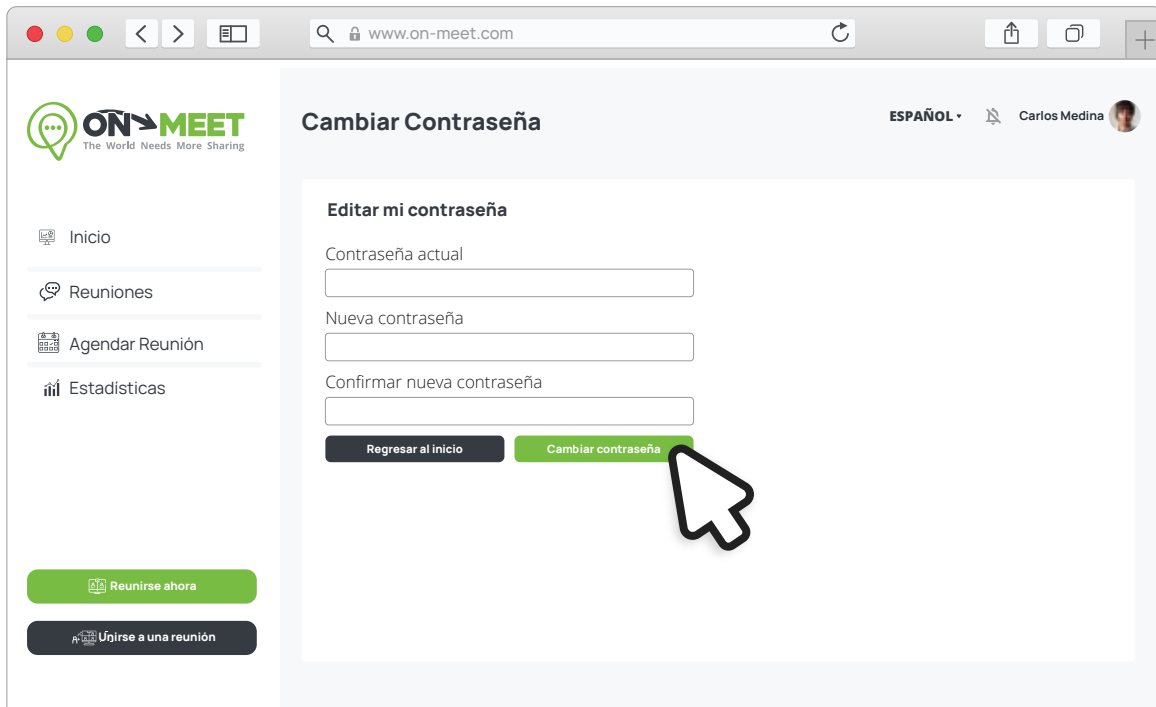 www.on-meet.com
ON MEET
The World Needs More Sharing
Cambiar Contraseña
ESPAÑOL
Carlos Medina
Inicio
Reuniones
Agendar Reunión
Estadísticas
Editar mi contraseña
Contraseña actual
Nueva contraseña
Confirmar nueva contraseña
Regresar al inicio
Cambiar contraseña
Reunirse ahora
Unirse a una reunión